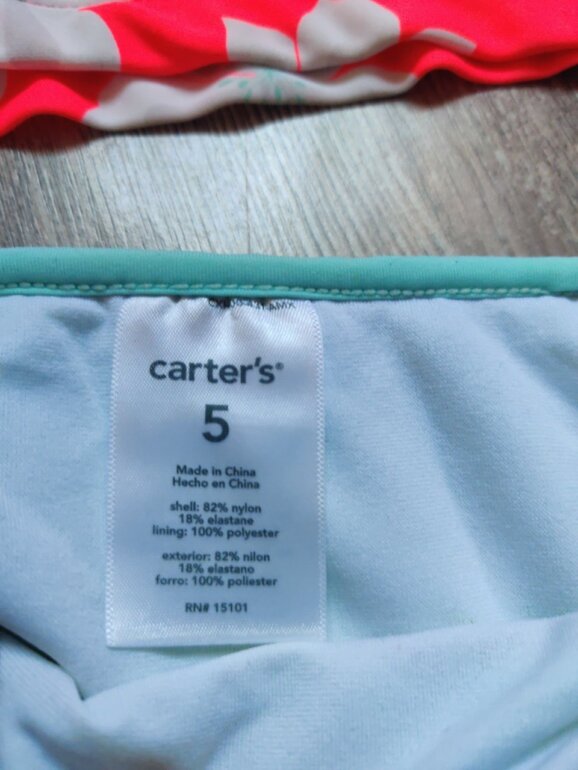 carter's®
5
Made in China
Hecho en China
shell: 82% nylon
18% elastane
lining: 100% polyester
exterior: 82% nilon
18% elastano
forro: 100% poliester
RN# 15101